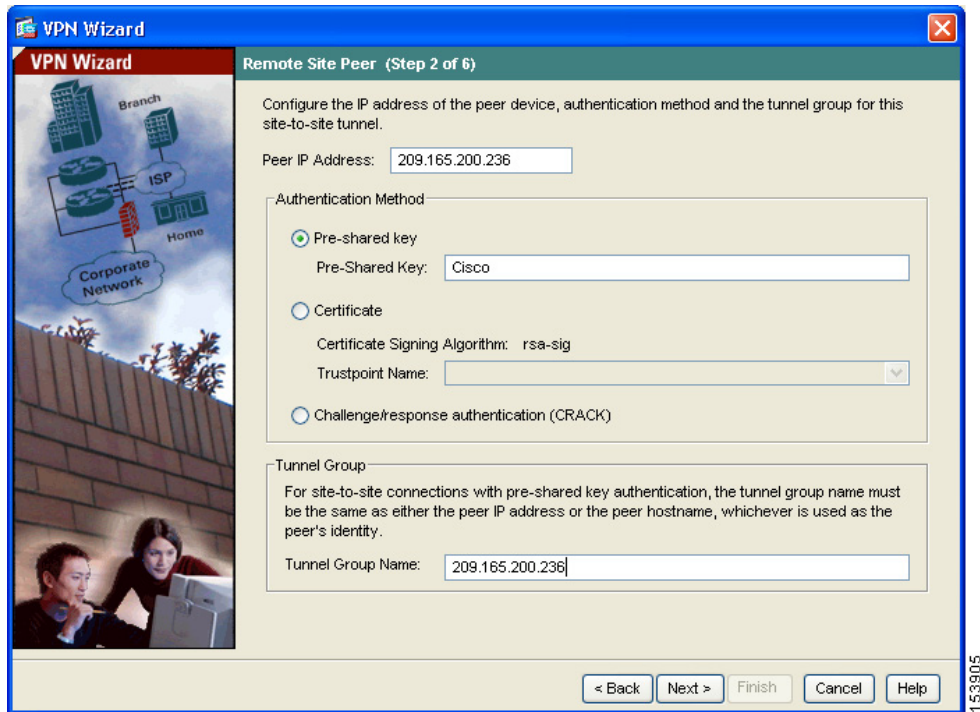 VPN Wizard
VPN Wizard
Branch
ISP
Home
Corporate
Network
Remote Site Peer (Step 2 of 6)
Configure the IP address of the peer device, authentication method and the tunnel group for this
site-to-site tunnel.
Peer IP Address: 209.165.200.236
Authentication Method
Pre-shared key
Pre-Shared Key: Cisco
Certificate
Certificate Signing Algorithm: rsa-sig
Trustpoint Name:
Challenge/response authentication (CRACK)
Tunnel Group
For site-to-site connections with pre-shared key authentication, the tunnel group name must
be the same as either the peer IP address or the peer hostname, whichever is used as the
peer's identity.
Tunnel Group Name: 209.165.200.236
< Back Next > Finish Cancel Help
153905